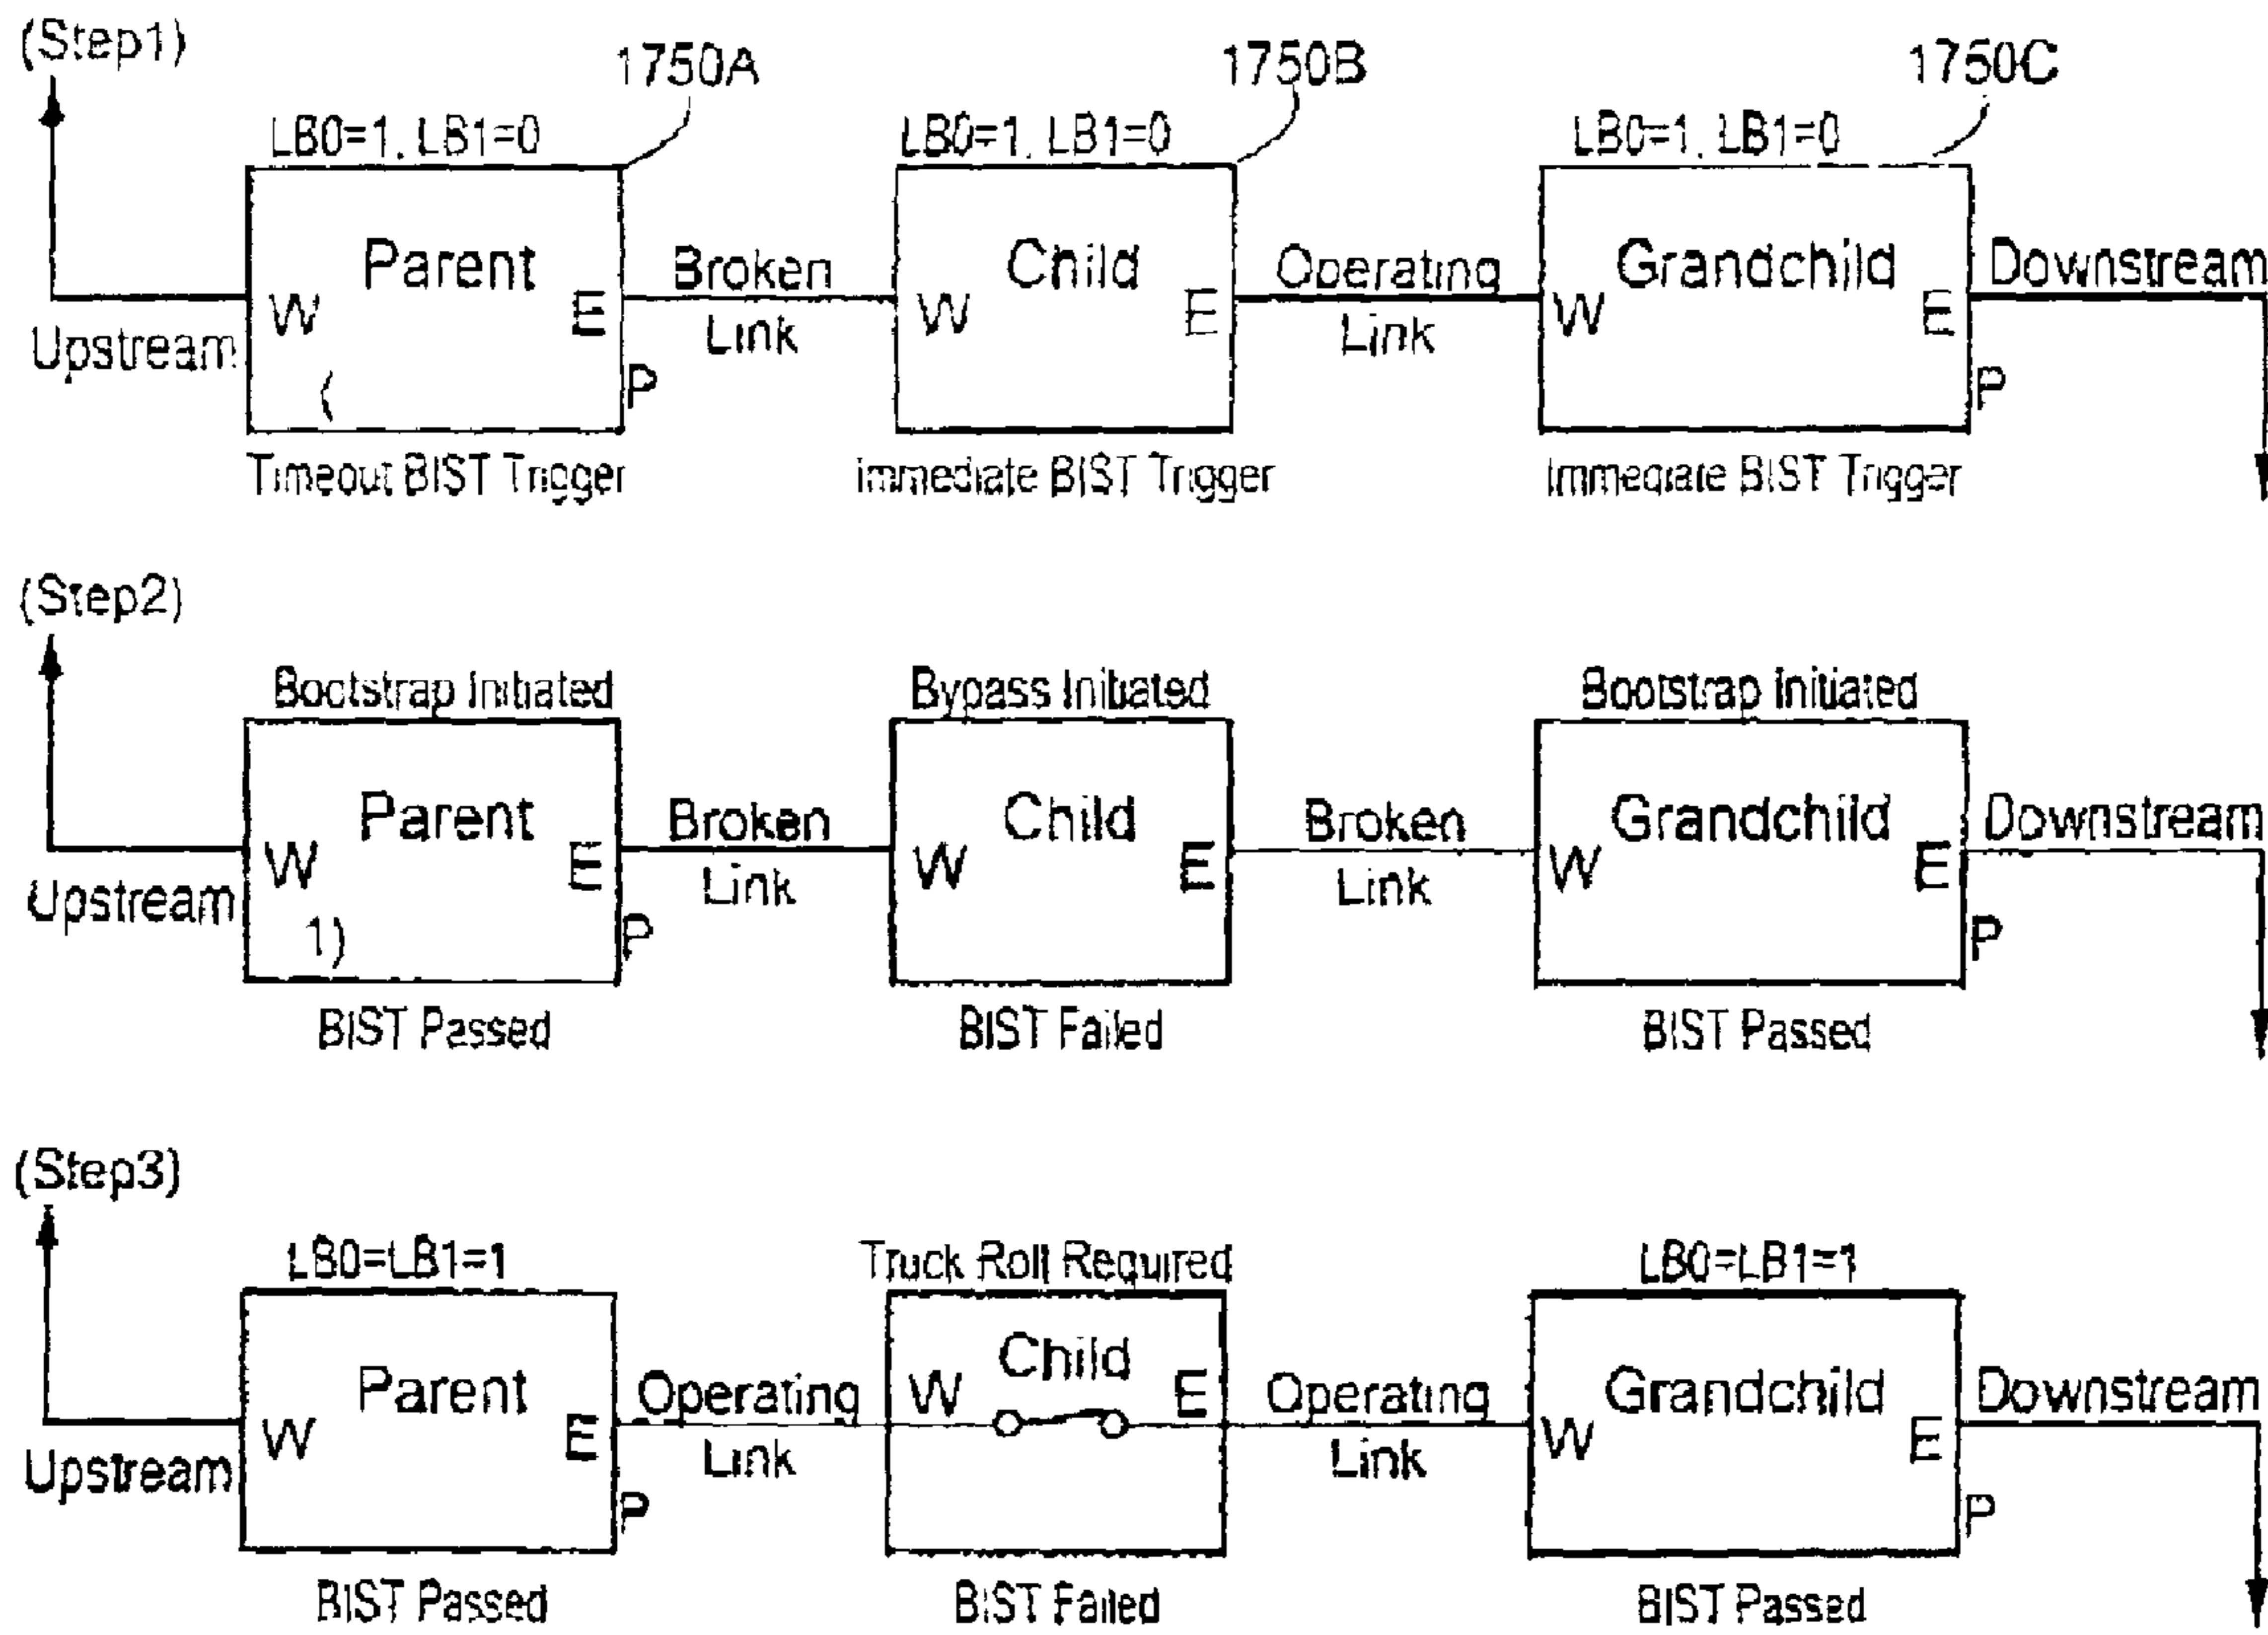 (Step1)
1750A
1750B
1750C
LB0=1, LB1=0
LB0=1, LB1=0
LB0=1, LB1=0
Parent
Broken
Child
Operating
Grandchild
Downstream
W
E
Link
W
E
Link
W
E
Upstream
(
P
P
Timeout BIST Trigger
immediate BIST Trigger
Immediate BIST Trigger
(Step2)
Bootstrap Initiated
Bypass Initiated
Bootstrap Initiated
Parent
Broken
Child
Broken
Grandchild
Downstream
W
E
Link
W
E
Link
W
E
Upstream
1)
P
P
BIST Passed
BIST Failed
BIST Passed
(Step3)
LB0=LB1=1
Truck Roll Required
LB0=LB1=1
Parent
Operating
Child
Operating
Grandchild
Downstream
W
E
Link
W
E
Link
W
E
Upstream
P
P
BIST Passed
BIST Failed
BIST Passed